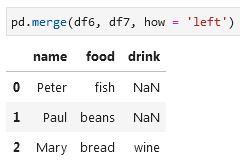 pd.merge(df6, df7, how = 'left')
name food drink
0 Peter fish NaN
1 Paul beans NaN
2 Mary bread wine